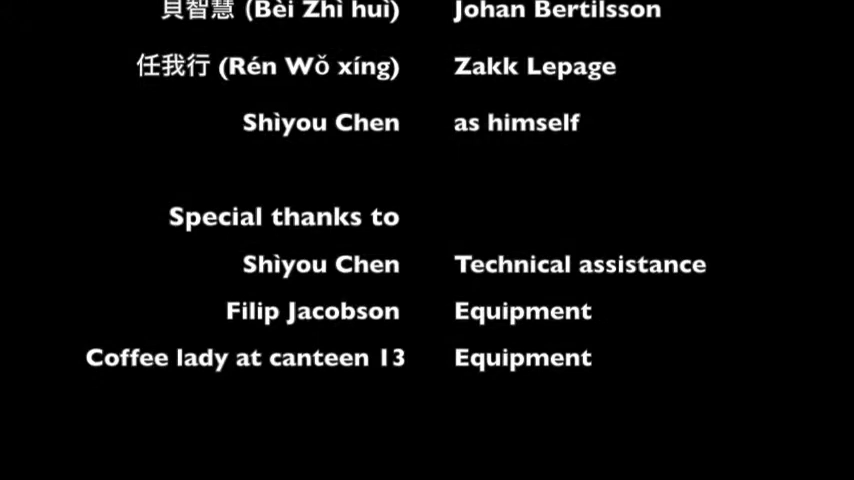 貝智慧 (Bèi Zhì huì) Johan Bertilsson
任我行 (Rén Wǒ xíng) Zakk Lepage
Shìyou Chen as himself
Special thanks to
Shìyou Chen Technical assistance
Filip Jacobson Equipment
Coffee lady at canteen 13 Equipment